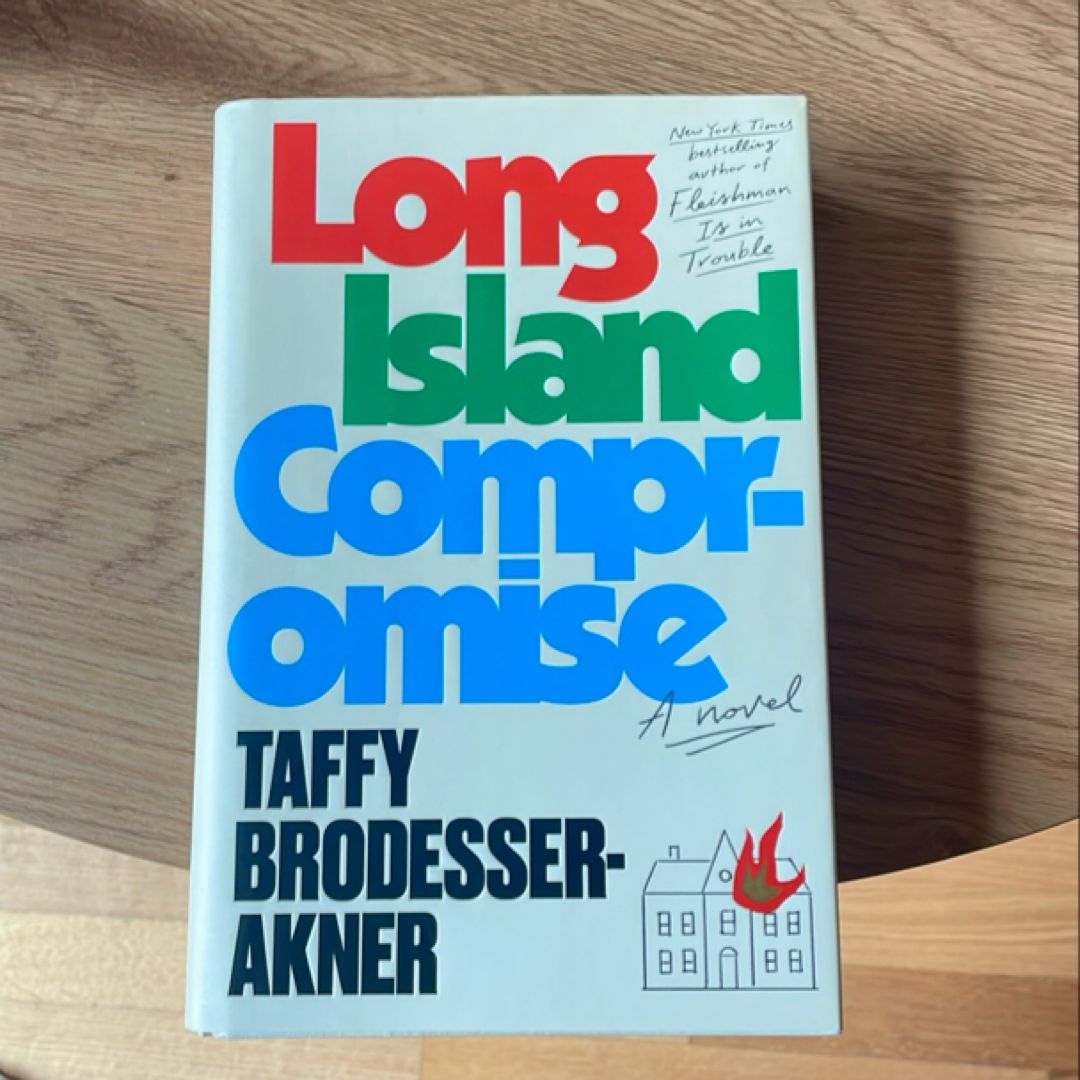 Long
Island
Compr-
omise
New York Times
bestselling
author of
Fleishman
Is in
Trouble
A novel
TAFFY
BRODESSER-
AKNER